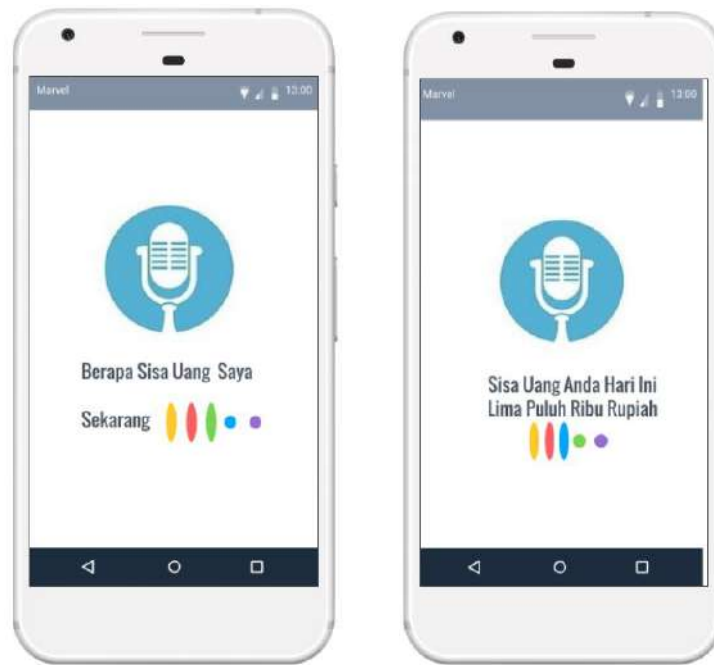 Marvel
13:00
Berapa Sisa Uang Saya
Sekarang
Marvel
13:00
Sisa Uang Anda Hari Ini
Lima Puluh Ribu Rupiah